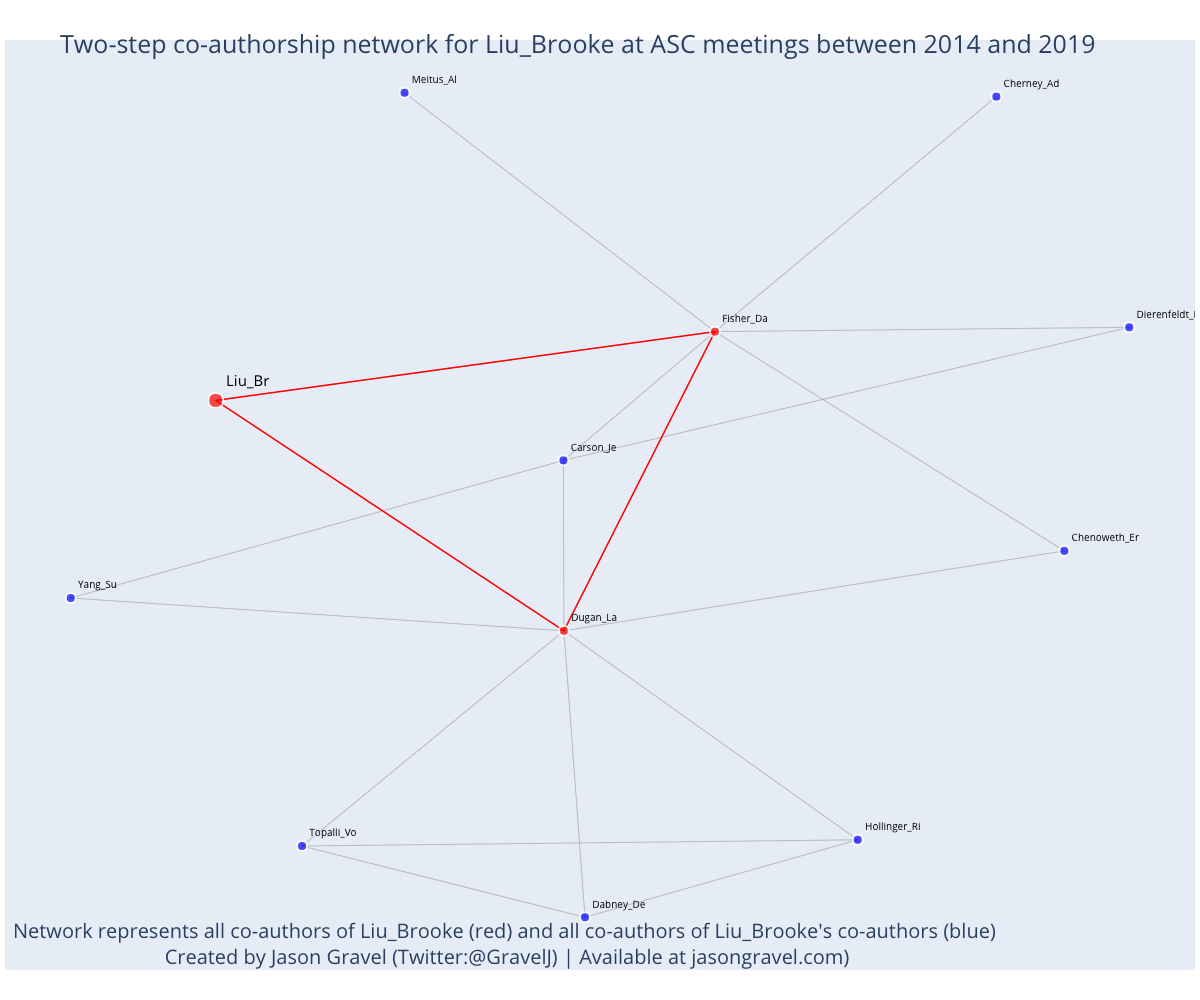 Two-step co-authorship network for Liu_Brooke at ASC meetings between 2014 and 2019
Meitus_Al
Cherney_Ad
Fisher_Da
Dierenfeldt_
Liu_Br
Carson_Je
Chenoweth_Er
Yang_Su
Dugan_La
Topalli_Vo
Hollinger_Ri
Dabney_De
Network represents all co-authors of Liu_Brooke (red) and all co-authors of Liu_Brooke's co-authors (blue)
Created by Jason Gravel (Twitter:@GravelJ) | Available at jasongravel.com)